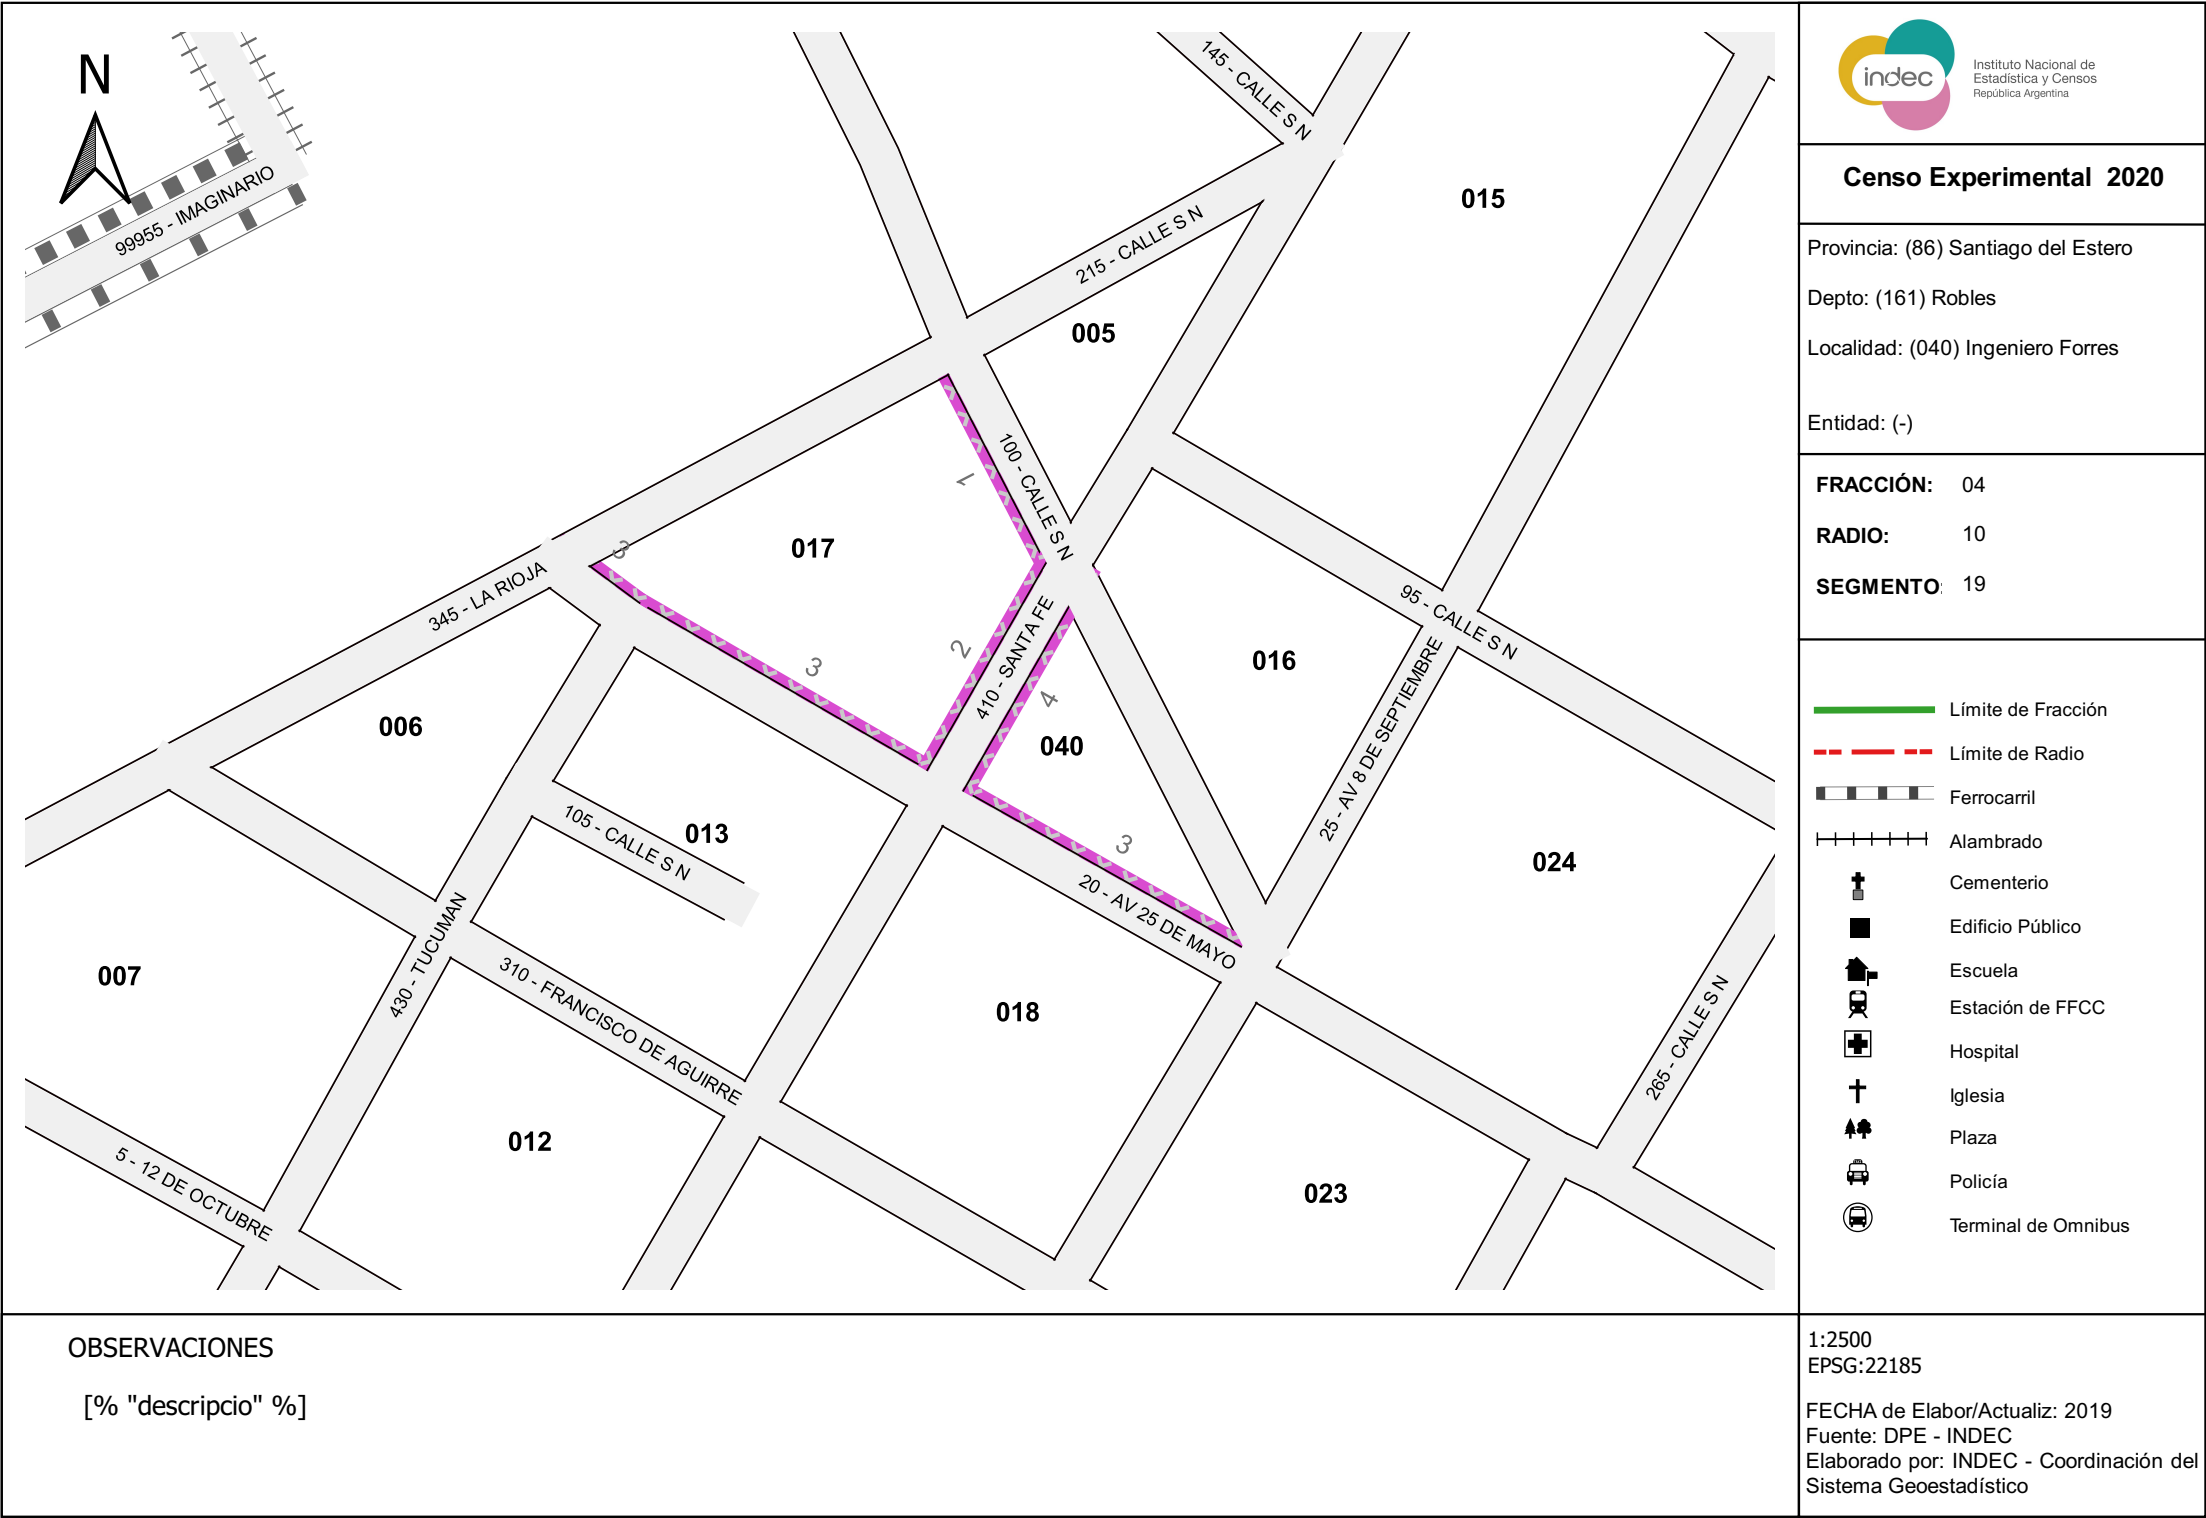 N
99955 - IMAGINARIO
145 - CALLE S N
215 - CALLE S N
015
005
100 - CALLE S N
1
017
3
345 - LA RIOJA
3
2
410 - SANTA FE
4
040
016
95 - CALLE S N
25 - AV 8 DE SEPTIEMBRE
006
013
105 - CALLE S N
3
20 - AV 25 DE MAYO
024
007
430 - TUCUMAN
310 - FRANCISCO DE AGUIRRE
018
265 - CALLE S N
012
5 - 12 DE OCTUBRE
023
indec
Instituto Nacional de
Estadística y Censos
República Argentina
Censo Experimental 2020
Provincia: (86) Santiago del Estero
Depto: (161) Robles
Localidad: (040) Ingeniero Forres
Entidad: (-)
FRACCIÓN: 04
RADIO: 10
SEGMENTO: 19
Límite de Fracción
Límite de Radio
Ferrocarril
Alambrado
Cementerio
Edificio Público
Escuela
Estación de FFCC
Hospital
Iglesia
Plaza
Policía
Terminal de Omnibus
OBSERVACIONES
[% "descripcio" %]
1:2500
EPSG:22185
FECHA de Elabor/Actualiz: 2019
Fuente: DPE - INDEC
Elaborado por: INDEC - Coordinación del
Sistema Geoestadístico